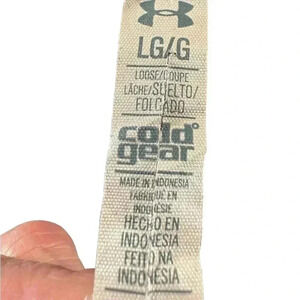 LG/G
LOOSE/COUPE
LÂCHE/SUELTO/
FOLGADO
cold°
gear
MADE IN INDONESIA
FABRIQUÉ EN
INDONÉSIE
HECHO EN
INDONESIA
FEITO NA
INDONÉSIA